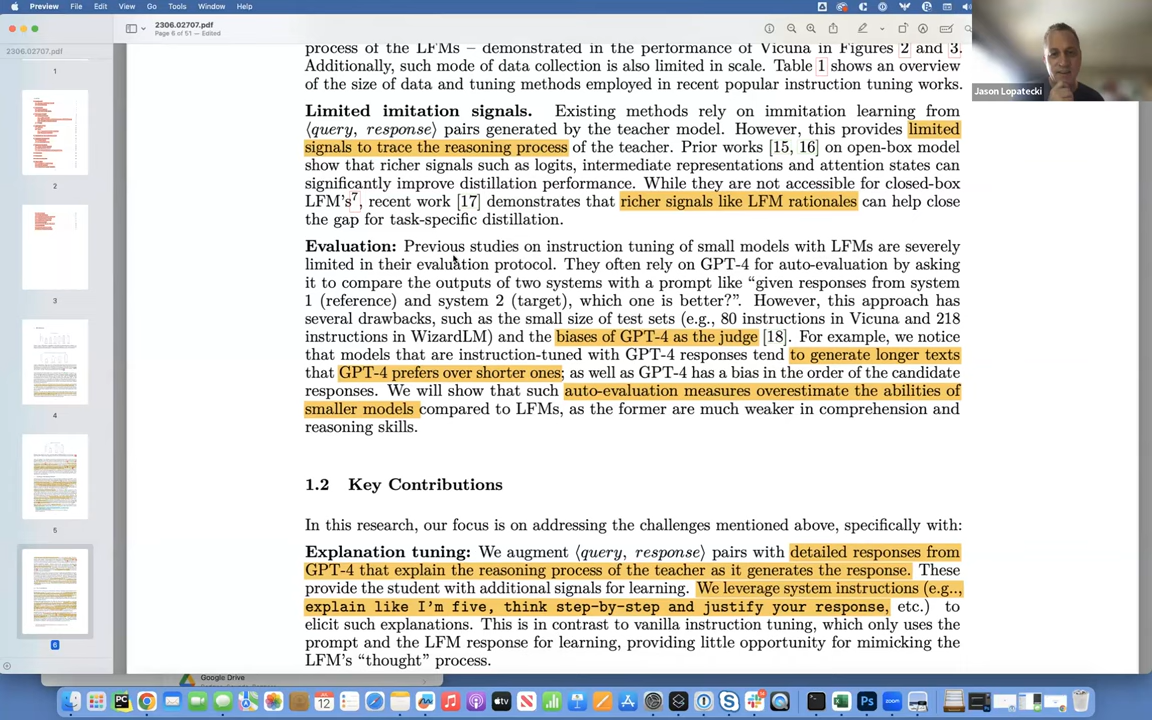 Preview File Edit View Go Tools Window Help
2306.02707.pdf
Page 6 of 51 – Edited
2306.02707.pdf
1
2
3
4
5
6
process of the LFMs – demonstrated in the performance of Vicuna in Figures 2 and 3.
Additionally, such mode of data collection is also limited in scale. Table 1 shows an overview
of the size of data and tuning methods employed in recent popular instruction tuning works.
Limited imitation signals. Existing methods rely on immitation learning from
⟨query, response⟩ pairs generated by the teacher model. However, this provides limited
signals to trace the reasoning process of the teacher. Prior works [15, 16] on open-box model
show that richer signals such as logits, intermediate representations and attention states can
significantly improve distillation performance. While they are not accessible for closed-box
LFM's7, recent work [17] demonstrates that richer signals like LFM rationales can help close
the gap for task-specific distillation.
Evaluation: Previous studies on instruction tuning of small models with LFMs are severely
limited in their evaluation protocol. They often rely on GPT-4 for auto-evaluation by asking
it to compare the outputs of two systems with a prompt like "given responses from system
1 (reference) and system 2 (target), which one is better?". However, this approach has
several drawbacks, such as the small size of test sets (e.g., 80 instructions in Vicuna and 218
instructions in WizardLM) and the biases of GPT-4 as the judge [18]. For example, we notice
that models that are instruction-tuned with GPT-4 responses tend to generate longer texts
that GPT-4 prefers over shorter ones; as well as GPT-4 has a bias in the order of the candidate
responses. We will show that such auto-evaluation measures overestimate the abilities of
smaller models compared to LFMs, as the former are much weaker in comprehension and
reasoning skills.
1.2 Key Contributions
In this research, our focus is on addressing the challenges mentioned above, specifically with:
Explanation tuning: We augment ⟨query, response⟩ pairs with detailed responses from
GPT-4 that explain the reasoning process of the teacher as it generates the response. These
provide the student with additional signals for learning. We leverage system instructions (e.g..,
explain like I'm five, think step-by-step and justify your response, etc.) to
elicit such explanations. This is in contrast to vanilla instruction tuning, which only uses the
prompt and the LFM response for learning, providing little opportunity for mimicking the
LFM's "thought" process.
Jason Lopatecki
Google Drive